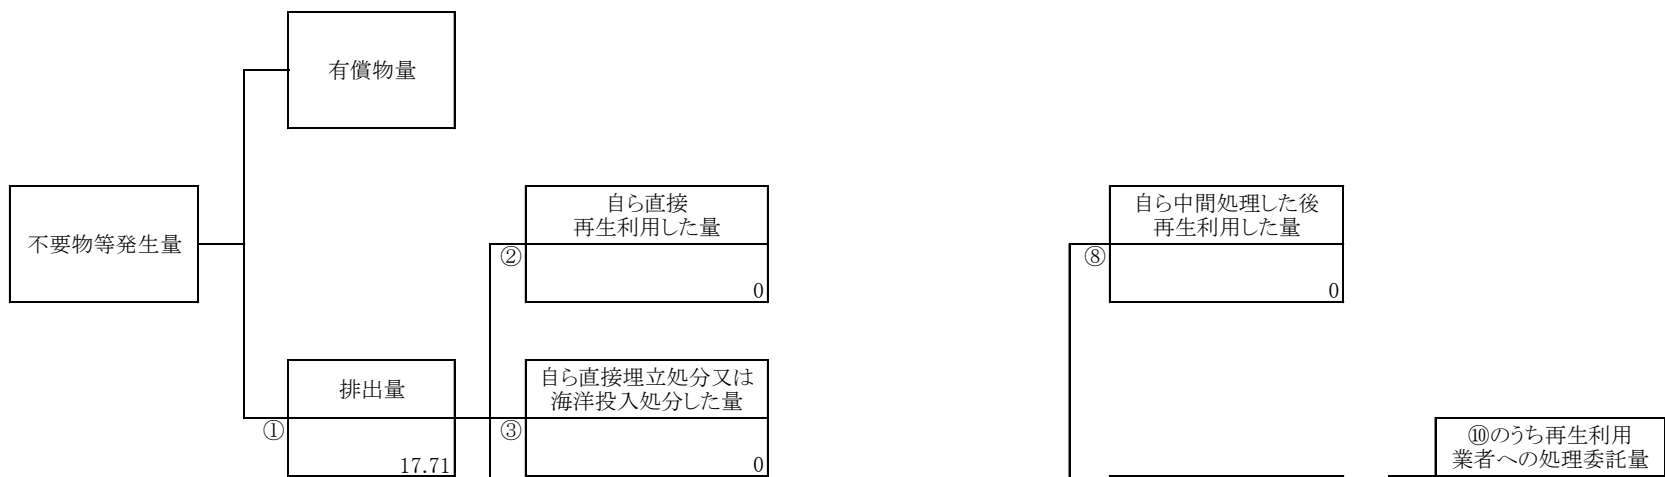 有償物量
不要物等発生量
自ら直接
再生利用した量
②
0
自ら中間処理した後
再生利用した量
⑧
0
排出量
①
17.71
自ら直接埋立処分又は
海洋投入処分した量
③
0
⑩のうち再生利用
業者への処理委託量